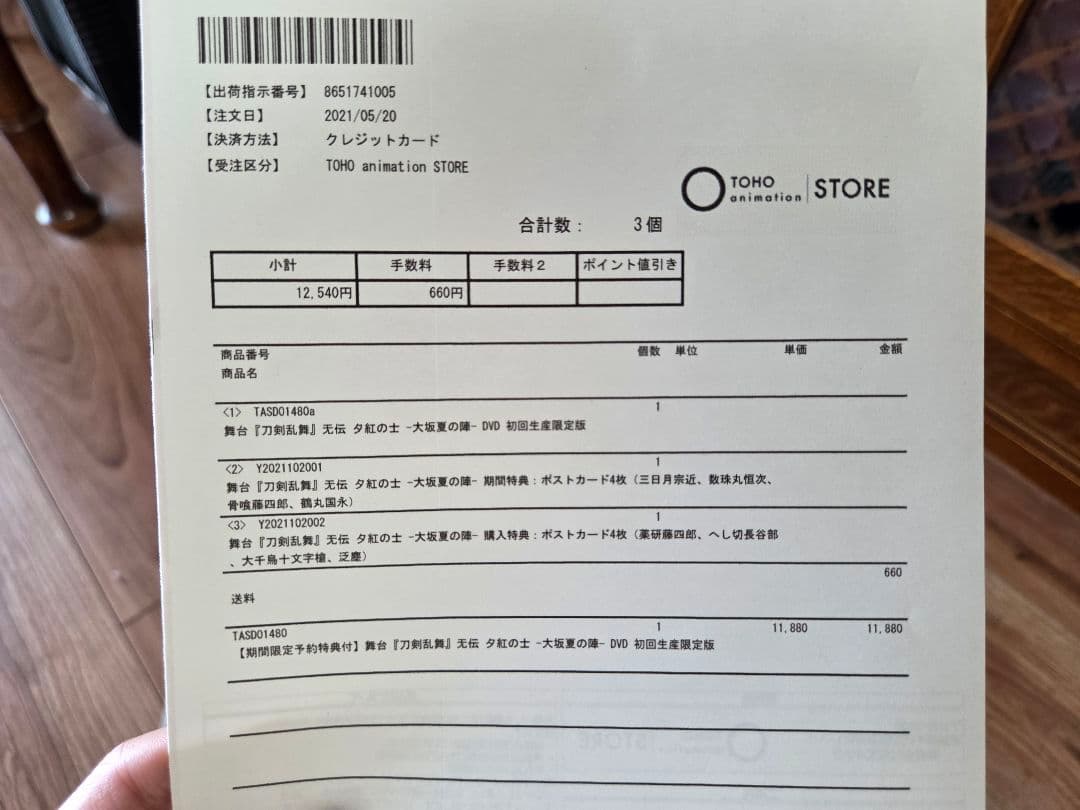 【出荷指示番号】 8651741005
【注文日】 2021/05/20
【決済方法】 クレジットカード
【受注区分】 TOHO animation STORE
TOHO animation STORE
合計数： 3個
小計 手数料 手数料2 ポイント値引き
12,540円 660円
商品番号 個数 単位 単価 金額
商品名
<1> TASD01480a 1
舞台『刀剣乱舞』无伝 夕紅の士 -大坂夏の陣- DVD 初回生産限定版
<2> Y2021102001 1
舞台『刀剣乱舞』无伝 夕紅の士 -大坂夏の陣- 期間特典：ポストカード4枚（三日月宗近、数珠丸恒次、
骨喰藤四郎、鶴丸国永）
<3> Y2021102002 1
舞台『刀剣乱舞』无伝 夕紅の士 -大坂夏の陣- 購入特典：ポストカード4枚（薬研藤四郎、へし切長谷部
、大千鳥十文字槍、泛塵）
660
送料
TASD01480 1 11,880 11,880
【期間限定予約特典付】舞台『刀剣乱舞』无伝 夕紅の士 -大坂夏の陣- DVD 初回生産限定版